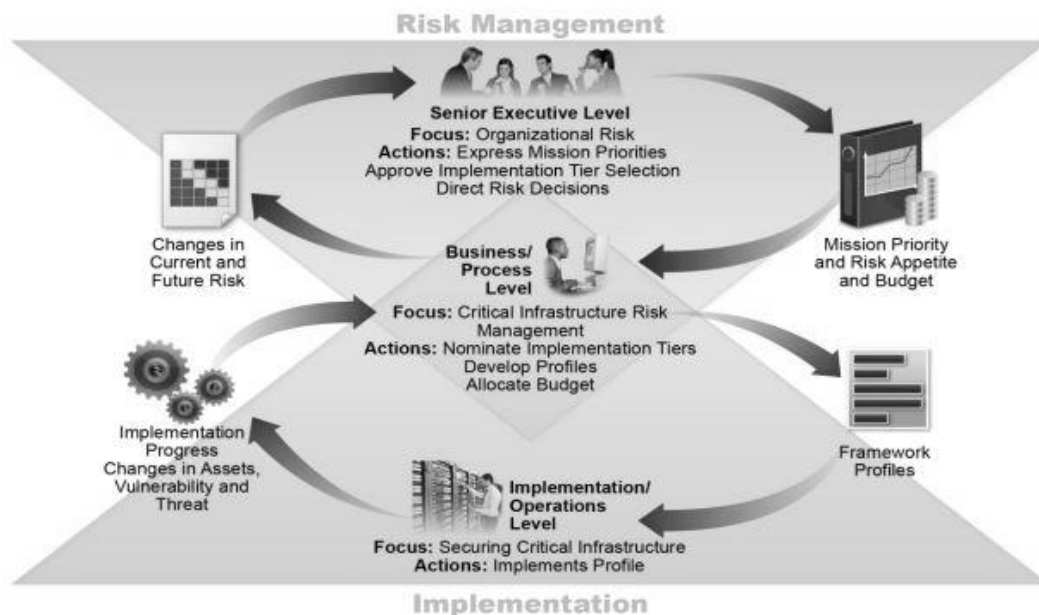 Risk Management
Senior Executive Level
Focus: Organizational Risk
Actions: Express Mission Priorities
Approve Implementation Tier Selection
Direct Risk Decisions
Changes in
Current and
Future Risk
Mission Priority
and Risk Appetite
and Budget
Business/
Process
Level
Focus: Critical Infrastructure Risk
Management
Actions: Nominate Implementation Tiers
Develop Profiles
Allocate Budget
Implementation
Progress
Changes in Assets,
Vulnerability and
Threat
Framework
Profiles
Implementation/
Operations
Level
Focus: Securing Critical Infrastructure
Actions: Implements Profile
Implementation